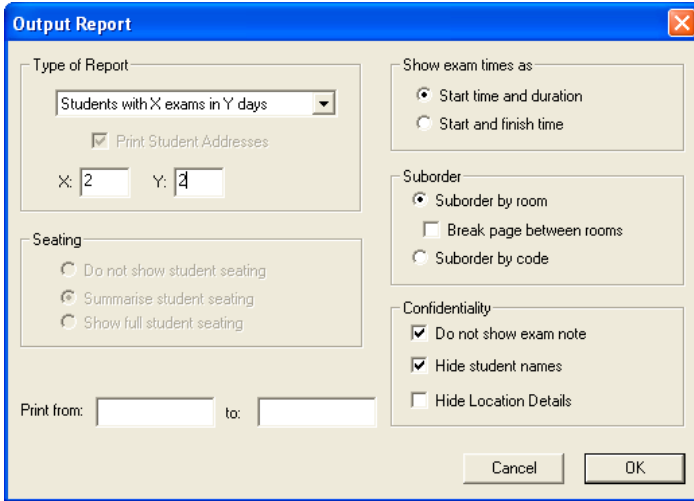 Output Report
Type of Report
Students with X exams in Y days
Print Student Addresses
X: 2 Y: 2
Seating
Do not show student seating
Summarise student seating
Show full student seating
Print from: to:
Show exam times as
Start time and duration
Start and finish time
Suborder
Suborder by room
Break page between rooms
Suborder by code
Confidentiality
Do not show exam note
Hide student names
Hide Location Details
Cancel OK